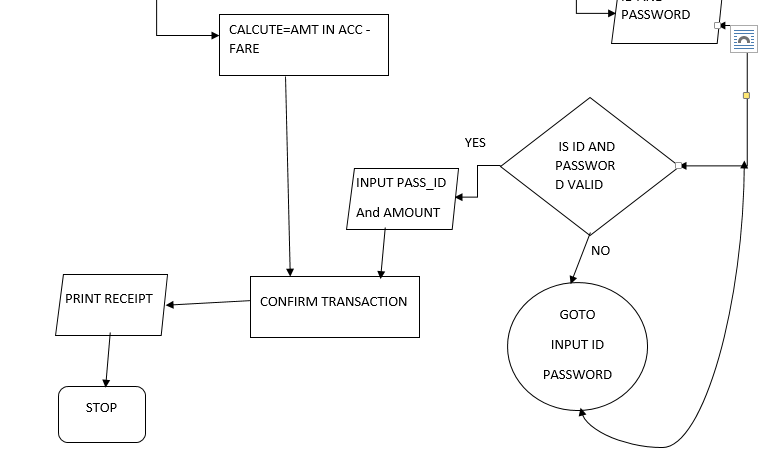 PASSWORD
CALCUTE=AMT IN ACC -
FARE
YES
IS ID AND
PASSWOR
D VALID
INPUT PASS_ID
And AMOUNT
NO
PRINT RECEIPT
CONFIRM TRANSACTION
GOTO
INPUT ID
PASSWORD
STOP